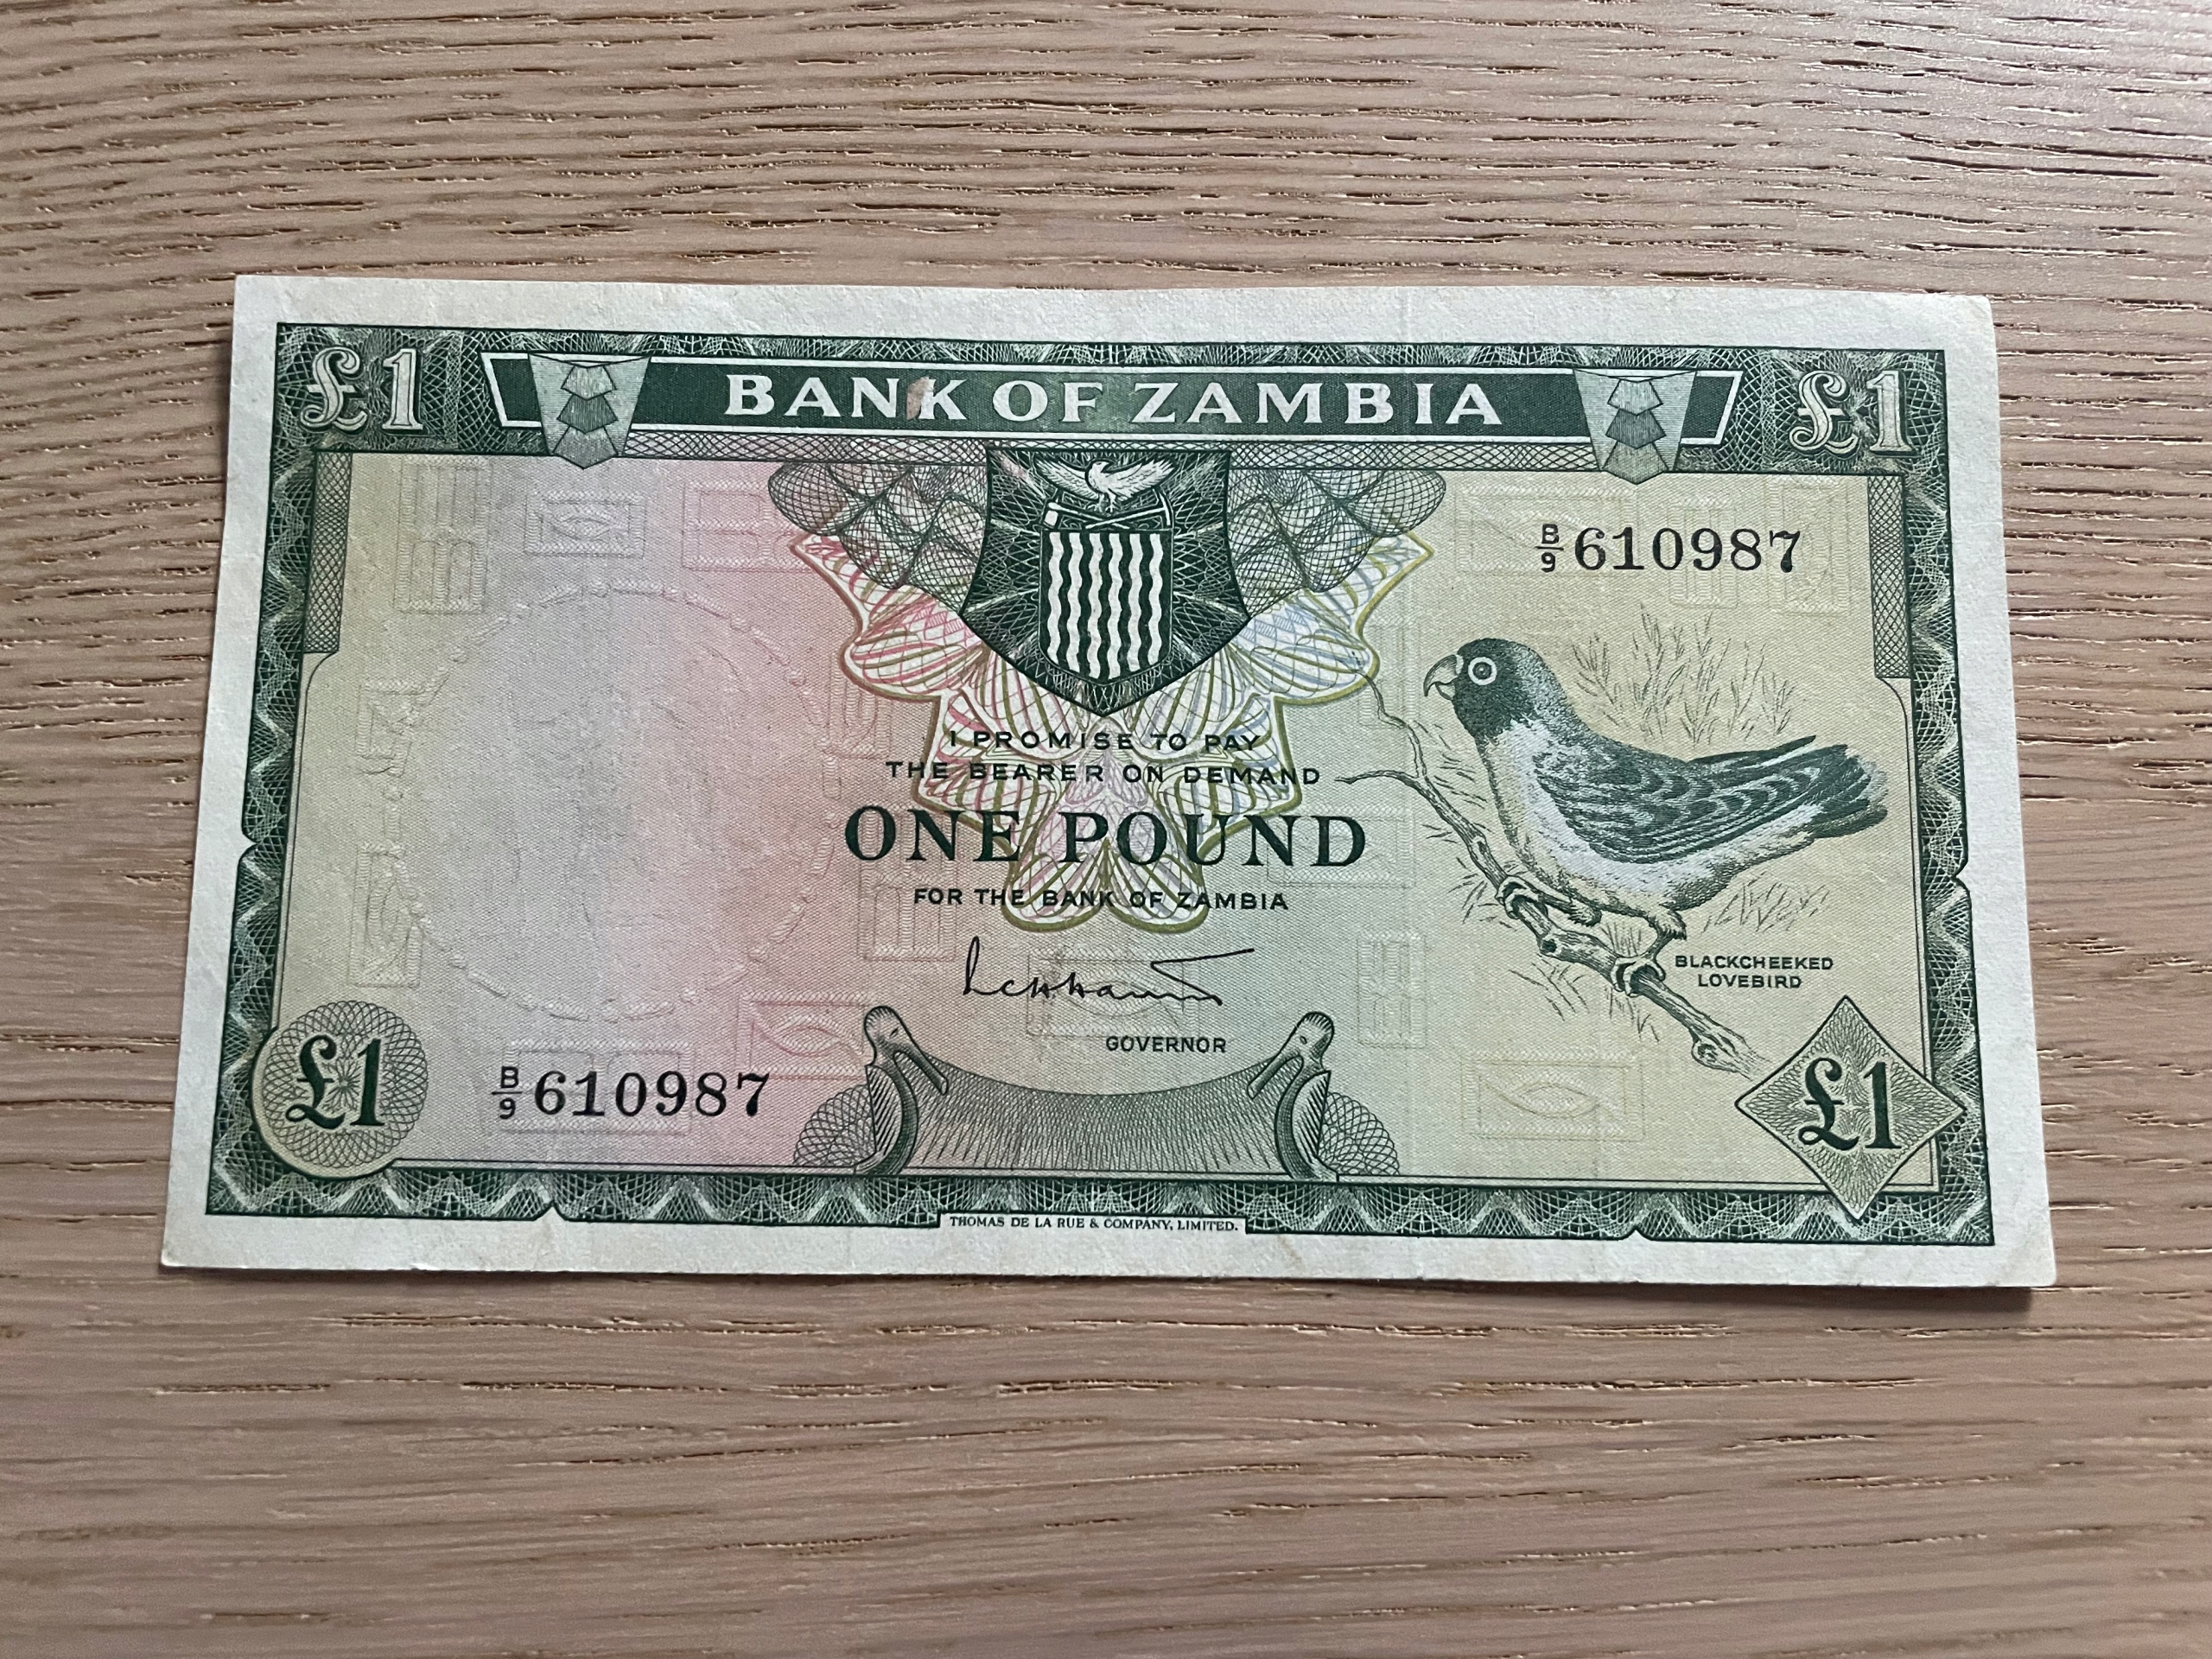 £1 BANK OF ZAMBIA £1
B/9 610987
I PROMISE TO PAY
THE BEARER ON DEMAND
ONE POUND
FOR THE BANK OF ZAMBIA
GOVERNOR
BLACKCHEEKED
LOVEBIRD
£1 B/9 610987 £1
THOMAS DE LA RUE & COMPANY, LIMITED.